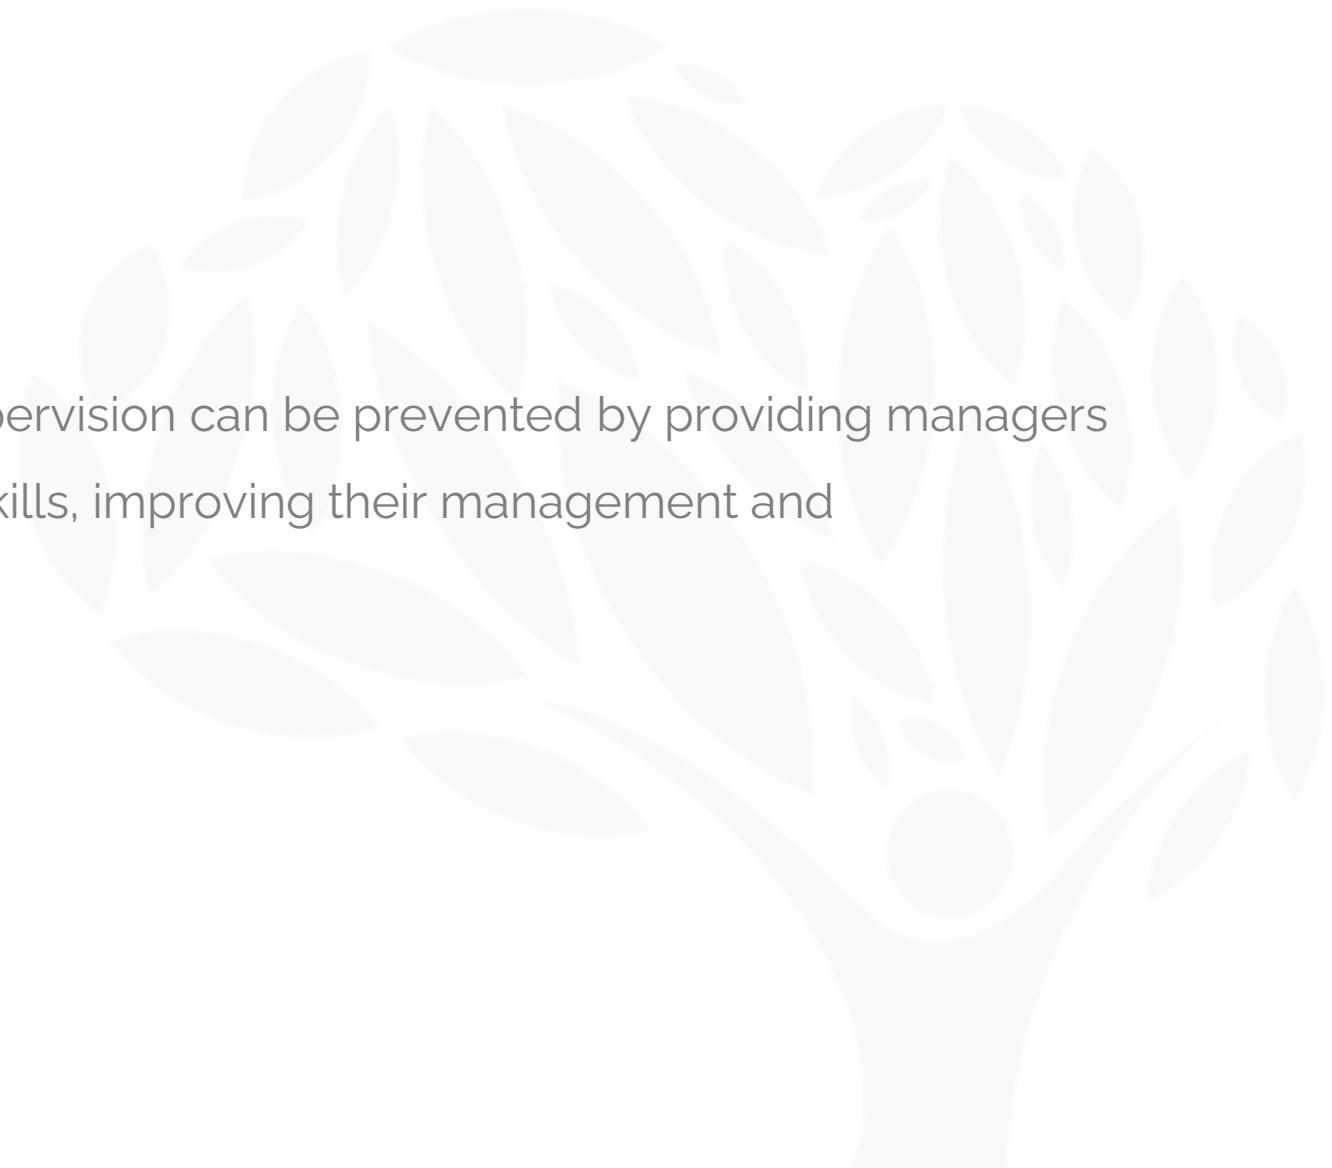 pervision can be prevented by providing managers
kills, improving their management and